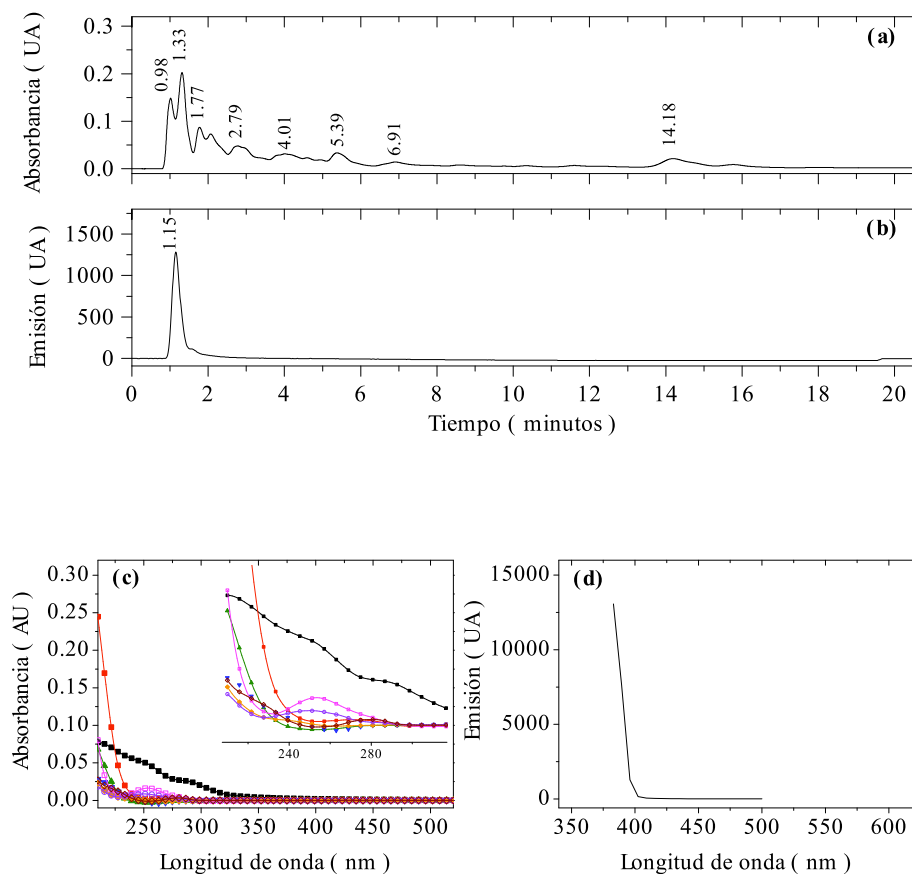 (a)
Absorbancia ( UA )
0.3
0.2
0.1
0.0
0.98
1.33
1.77
2.79
4.01
5.39
6.91
14.18
(b)
Emisión ( UA )
1500
1000
500
0
1.15
0 2 4 6 8 10 12 14 16 18 20
Tiempo ( minutos )
(c)
Absorbancia ( AU )
0.30
0.25
0.20
0.15
0.10
0.05
0.00
240 280
250 300 350 400 450 500
Longitud de onda ( nm )
(d)
Emisión ( UA )
15000
10000
5000
0
350 400 450 500 550 600
Longitud de onda ( nm )